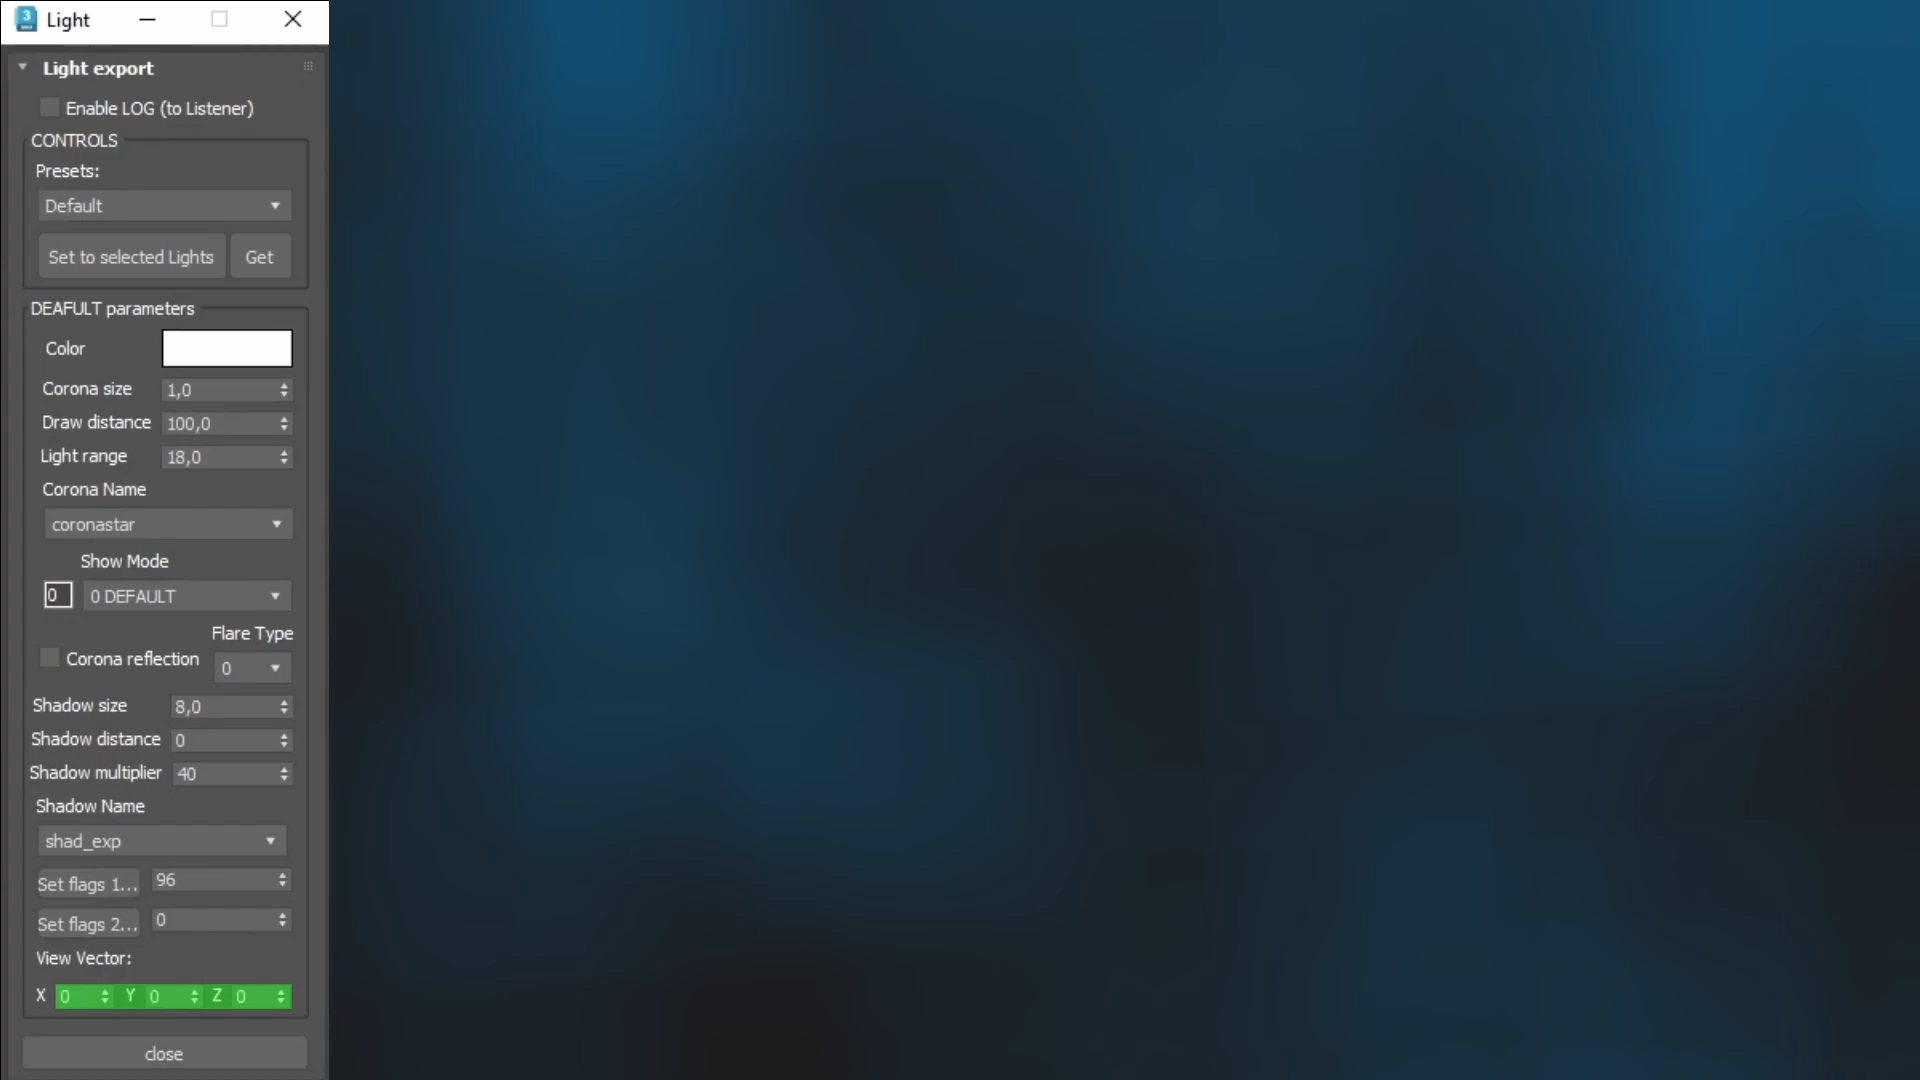 Light
Light export
Enable LOG (to Listener)
CONTROLS
Presets:
Default
Set to selected Lights Get
DEAFULT parameters
Color
Corona size 1,0
Draw distance 100,0
Light range 18,0
Corona Name
coronastar
Show Mode
0 0 DEFAULT
Flare Type
Corona reflection 0
Shadow size 8,0
Shadow distance 0
Shadow multiplier 40
Shadow Name
shad_exp
Set flags 1... 96
Set flags 2... 0
View Vector:
X 0 Y 0 Z 0
close